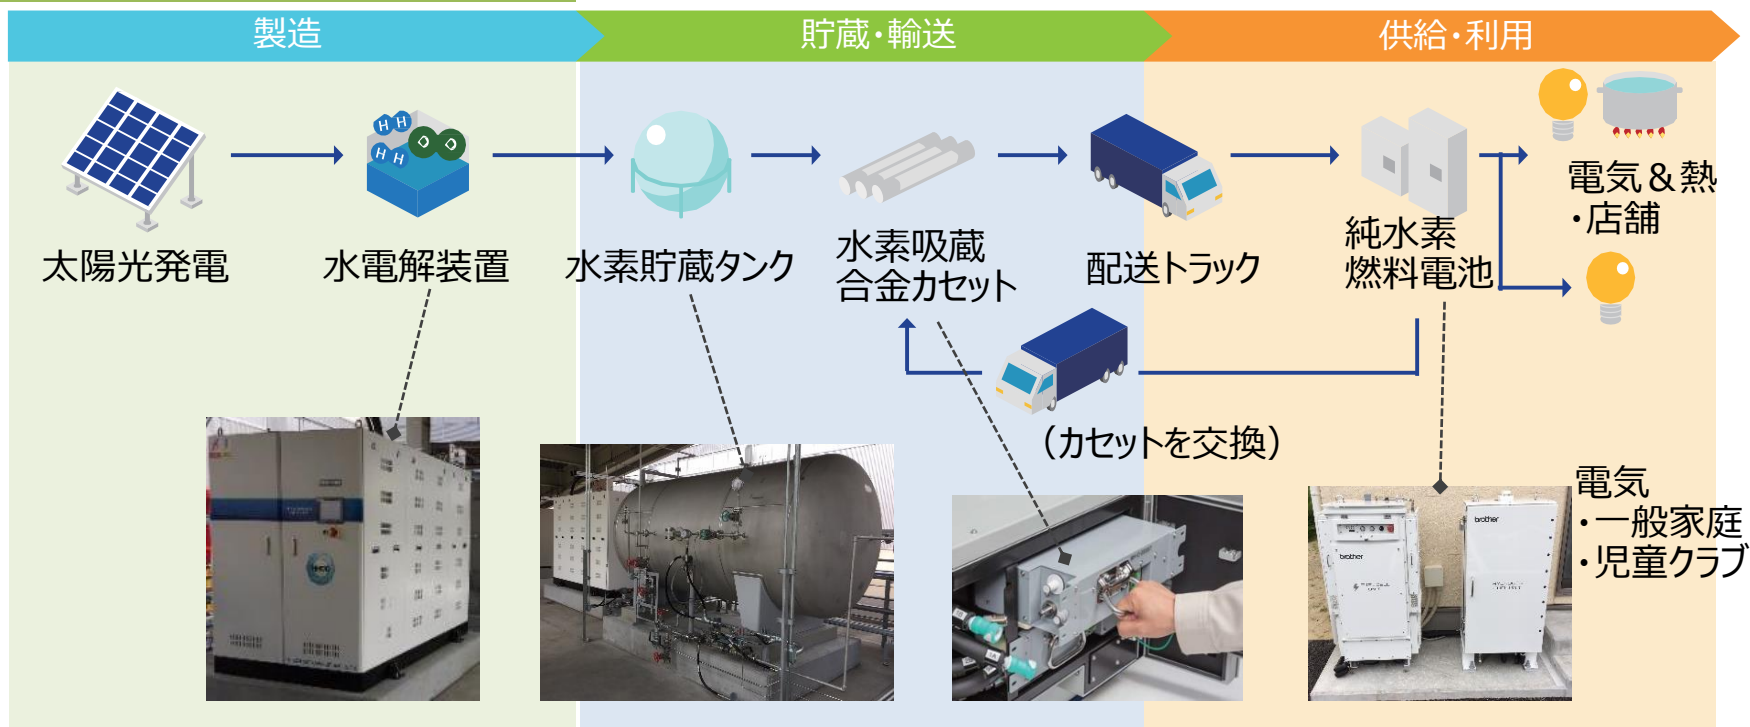 製造
貯蔵・輸送
供給・利用
H H
H H
O O
太陽光発電
水電解装置
水素貯蔵タンク
水素吸蔵
合金カセット
配送トラック
純水素
燃料電池
電気＆熱
・店舗
（カセットを交換）
電気
・一般家庭
・児童クラブ
brother
brother